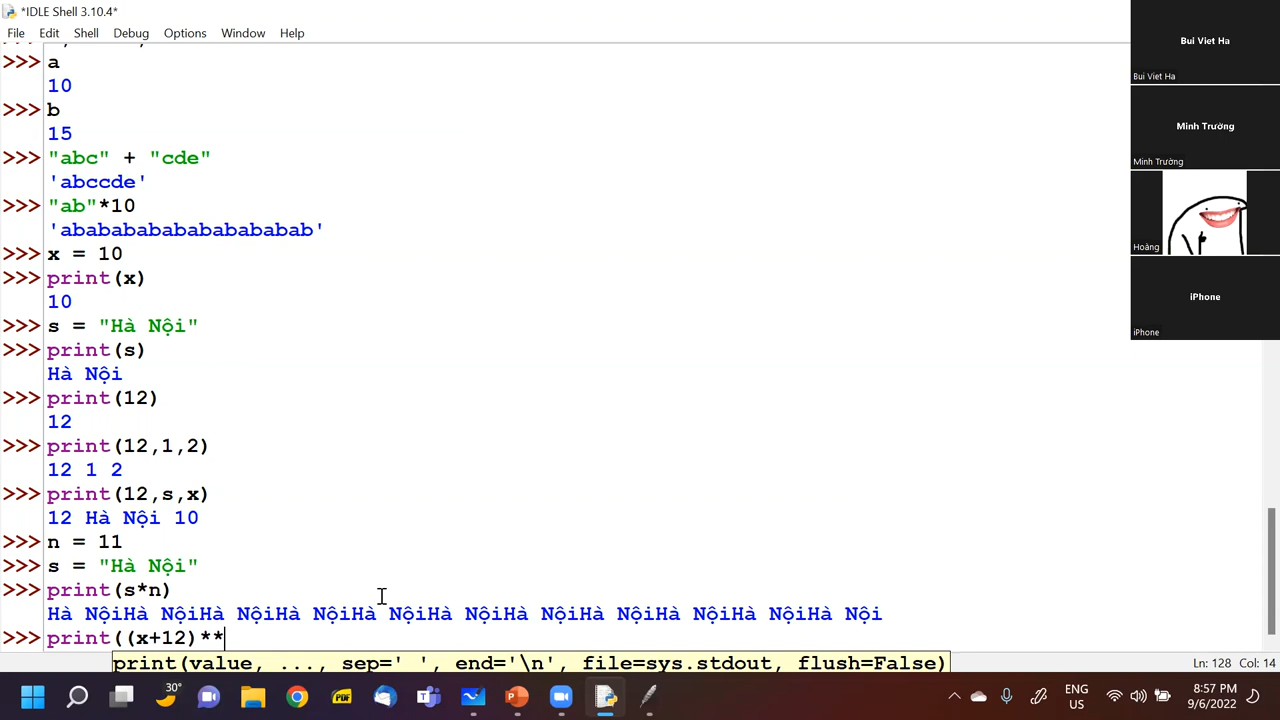 *IDLE Shell 3.10.4*
File Edit Shell Debug Options Window Help
>>> a
10
>>> b
15
>>> "abc" + "cde"
'abccde'
>>> "ab"*10
'abababababababababab'
>>> x = 10
>>> print(x)
10
>>> s = "Hà Nội"
>>> print(s)
Hà Nội
>>> print(12)
12
>>> print(12,1,2)
12 1 2
>>> print(12,s,x)
12 Hà Nội 10
>>> n = 11
>>> s = "Hà Nội"
>>> print(s*n)
Hà NộiHà NộiHà NộiHà NộiHà NộiHà NộiHà NộiHà NộiHà NộiHà NộiHà Nội
>>> print((x+12)**
print(value, ..., sep=' ', end='\n', file=sys.stdout, flush=False)
Ln: 128 Col: 14
Bui Viet Ha
Bui Viet Ha
Minh Trường
Minh Trường
Hoàng
iPhone
iPhone
30°
PDF
ENG
US
8:57 PM
9/6/2022